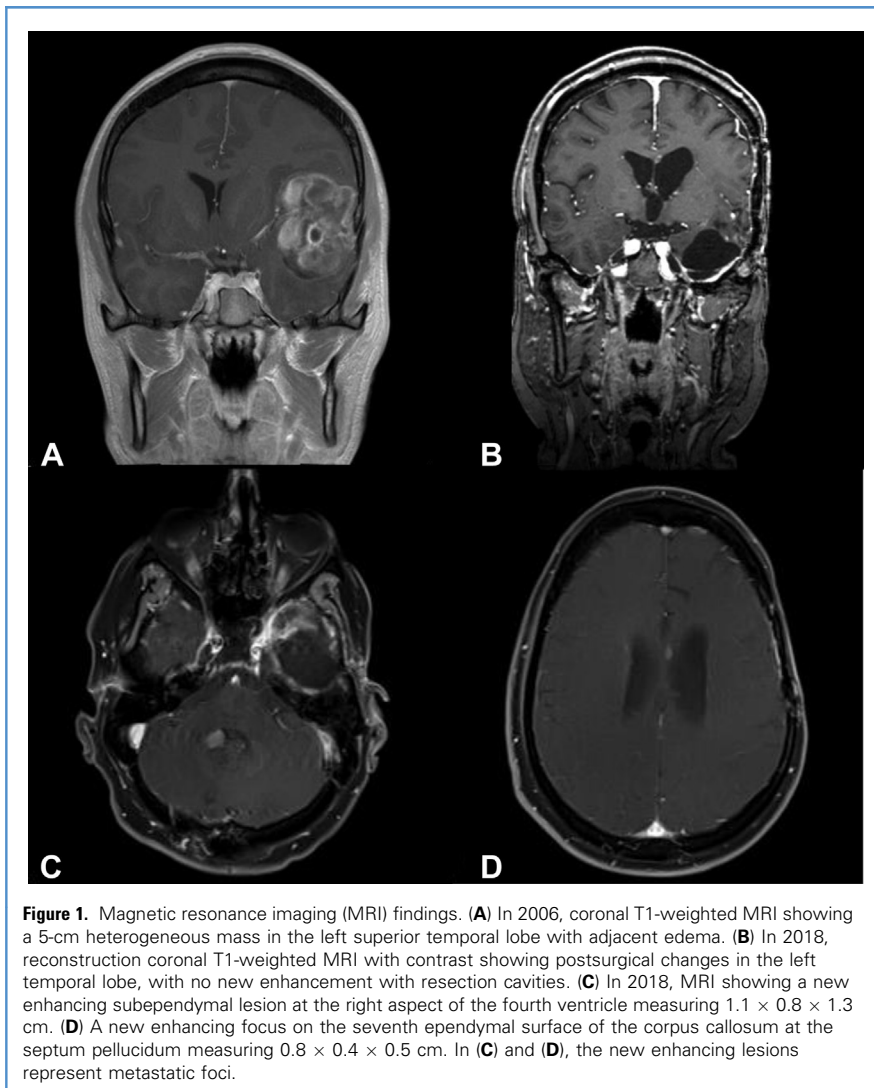 A
B
C
D
Figure 1. Magnetic resonance imaging (MRI) findings. (A) In 2006, coronal T1-weighted MRI showing
a 5-cm heterogeneous mass in the left superior temporal lobe with adjacent edema. (B) In 2018,
reconstruction coronal T1-weighted MRI with contrast showing postsurgical changes in the left
temporal lobe, with no new enhancement with resection cavities. (C) In 2018, MRI showing a new
enhancing subependymal lesion at the right aspect of the fourth ventricle measuring 1.1 × 0.8 × 1.3
cm. (D) A new enhancing focus on the seventh ependymal surface of the corpus callosum at the
septum pellucidum measuring 0.8 × 0.4 × 0.5 cm. In (C) and (D), the new enhancing lesions
represent metastatic foci.